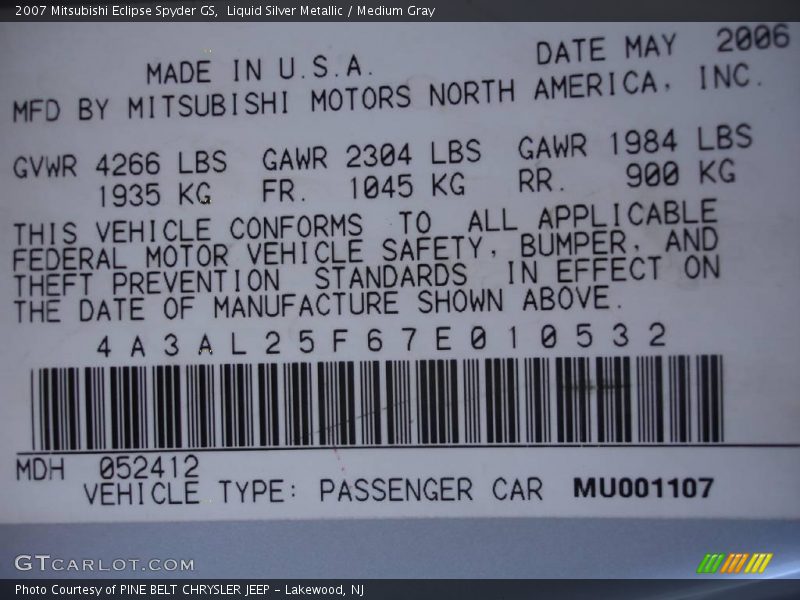 2007 Mitsubishi Eclipse Spyder GS,  Liquid Silver Metallic / Medium Gray
MADE IN U.S.A. DATE MAY 2006
MFD BY MITSUBISHI MOTORS NORTH AMERICA, INC.
GVWR 4266 LBS GAWR 2304 LBS GAWR 1984 LBS
1935 KG FR. 1045 KG RR. 900 KG
THIS VEHICLE CONFORMS TO ALL APPLICABLE
FEDERAL MOTOR VEHICLE SAFETY, BUMPER, AND
THEFT PREVENTION STANDARDS IN EFFECT ON
THE DATE OF MANUFACTURE SHOWN ABOVE.
4A3AL25F67E010532
MDH 052412
VEHICLE TYPE: PASSENGER CAR MU001107
GTCARLOT.COM
Photo Courtesy of PINE BELT CHRYSLER JEEP - Lakewood, NJ